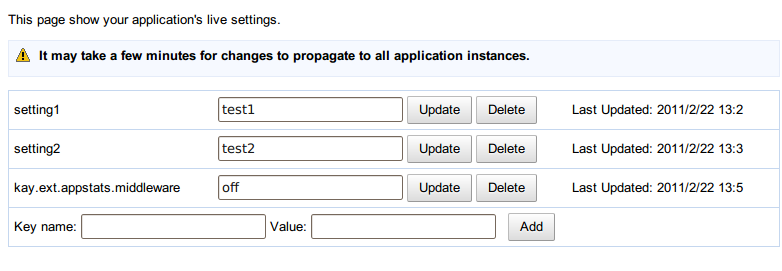 This page show your application's live settings.
It may take a few minutes for changes to propagate to all application instances.
setting1 test1 Update Delete Last Updated: 2011/2/22 13:2
setting2 test2 Update Delete Last Updated: 2011/2/22 13:3
kay.ext.appstats.middleware off Update Delete Last Updated: 2011/2/22 13:5
Key name: Value: Add